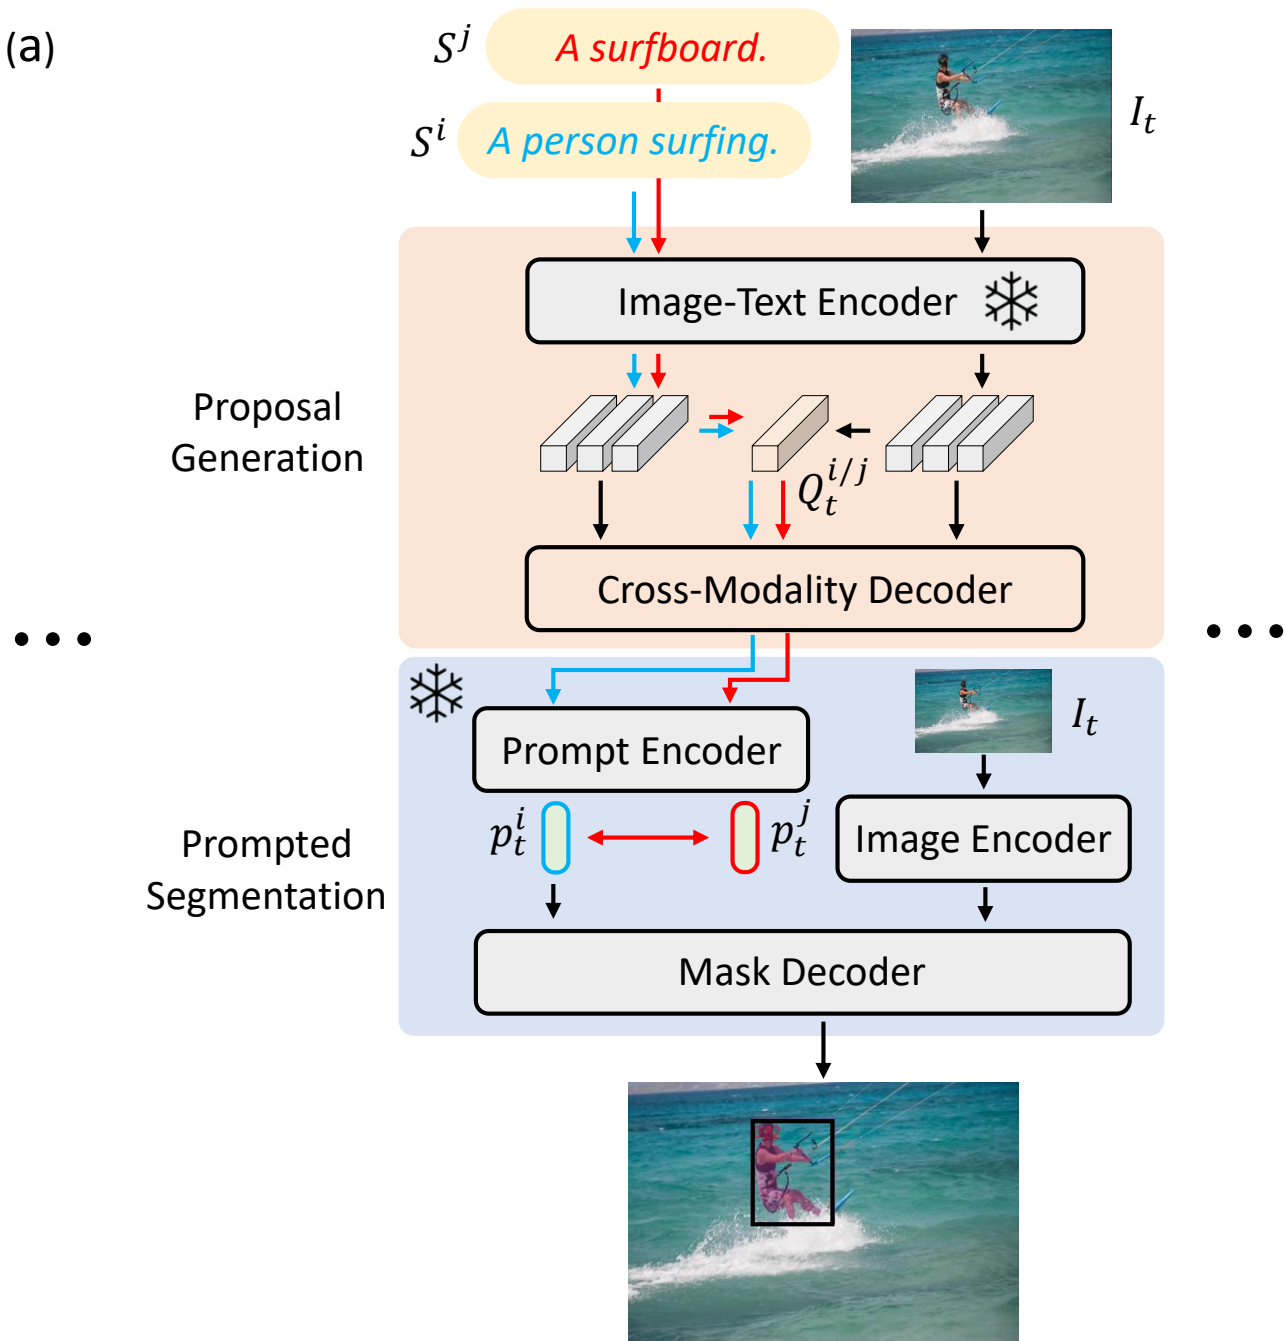 (a)
S^j A surfboard.
S^i A person surfing.
I_t
Image-Text Encoder
Proposal
Generation
Q_t^{i/j}
Cross-Modality Decoder
Prompt Encoder
I_t
p_t^i
p_t^j
Image Encoder
Prompted
Segmentation
Mask Decoder